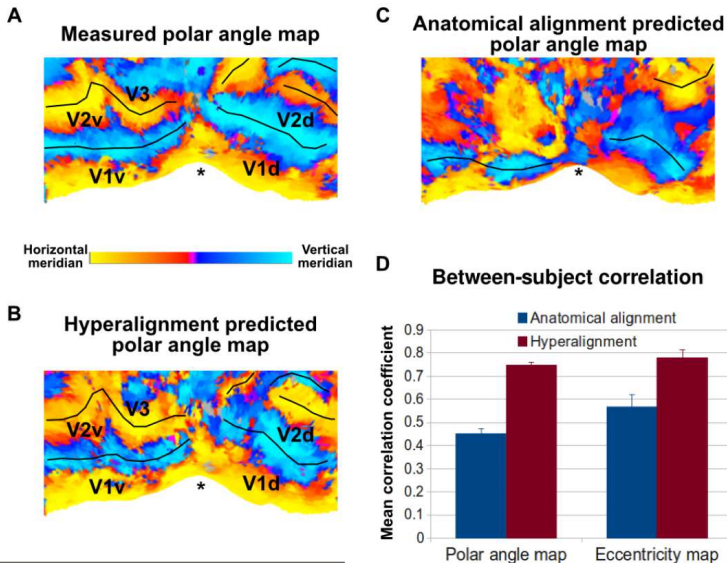 A
Measured polar angle map
V3
V2v
V2d
V1v
V1d
*
Horizontal meridian
Vertical meridian
B
Hyperalignment predicted
polar angle map
V3
V2v
V2d
V1v
V1d
*
C
Anatomical alignment predicted
polar angle map
*
D
Between-subject correlation
Anatomical alignment
Hyperalignment
Mean correlation coefficient
0.9
0.8
0.7
0.6
0.5
0.4
0.3
0.2
0.1
0
Polar angle map
Eccentricity map